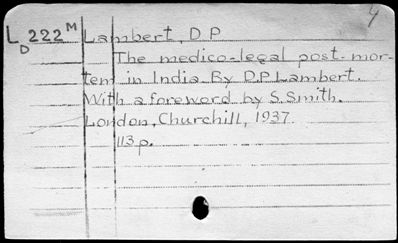 4
L D 222 M Lambert, D P
The medico-legal post-mor-
tem in India By D.P. Lambert.
With a foreword by S. Smith.
London, Churchill, 1937.
113 p.